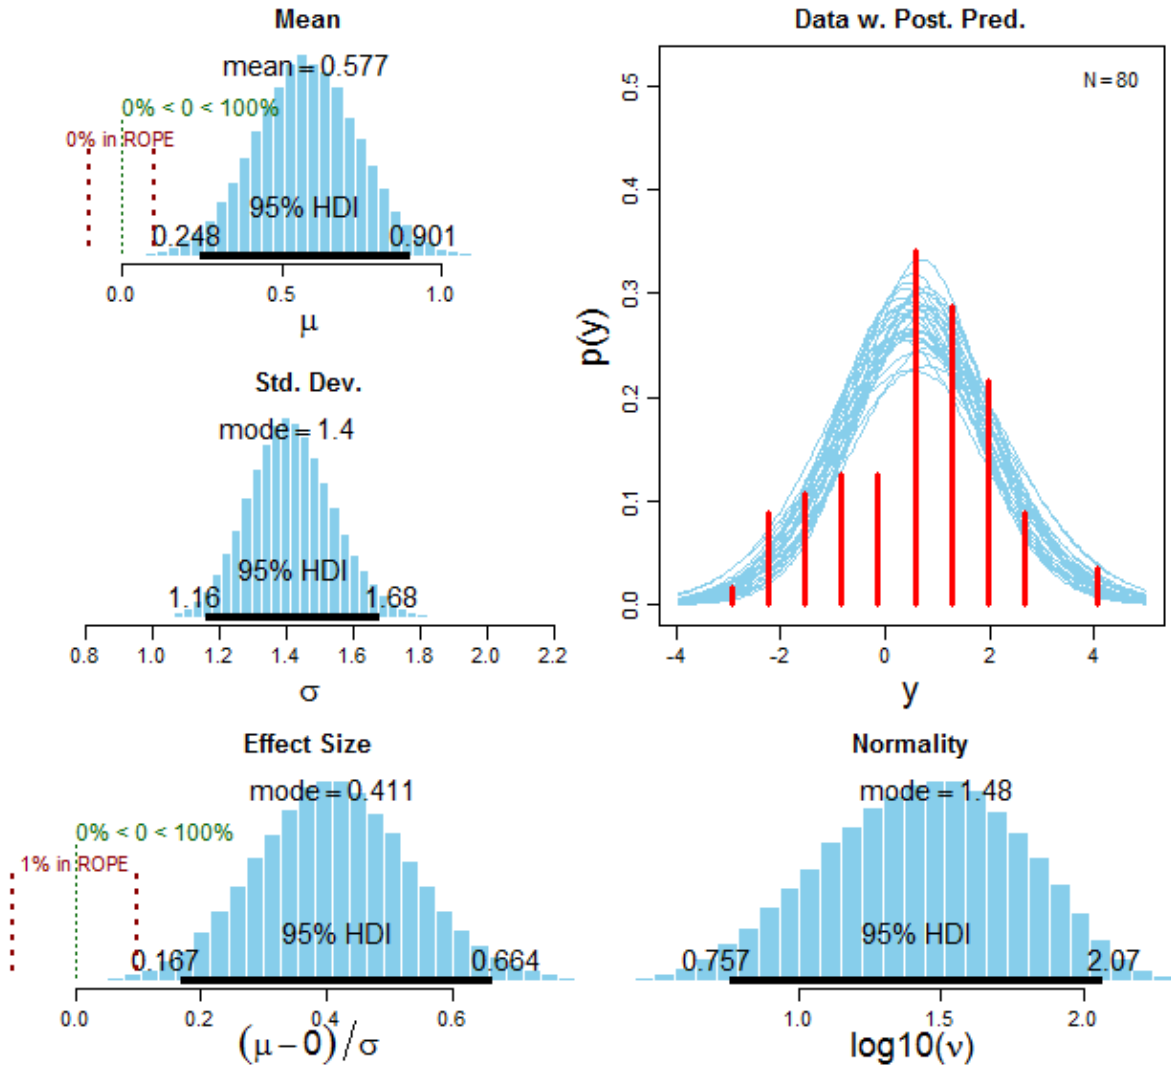 Mean
mean = 0.577
0% < 0 < 100%
0% in ROPE
95% HDI
0.248 0.901
0.0 0.5 1.0
μ
Data w. Post. Pred.
N = 80
0.5
0.4
0.3
0.2
0.1
0.0
p(y)
-4 -2 0 2 4
y
Std. Dev.
mode = 1.4
95% HDI
1.16 1.68
0.8 1.0 1.2 1.4 1.6 1.8 2.0 2.2
σ
Effect Size
mode = 0.411
0% < 0 < 100%
1% in ROPE
95% HDI
0.167 0.664
0.0 0.2 0.4 0.6
(μ − 0)/σ
Normality
mode = 1.48
95% HDI
0.757 2.07
1.0 1.5 2.0
log10(ν)